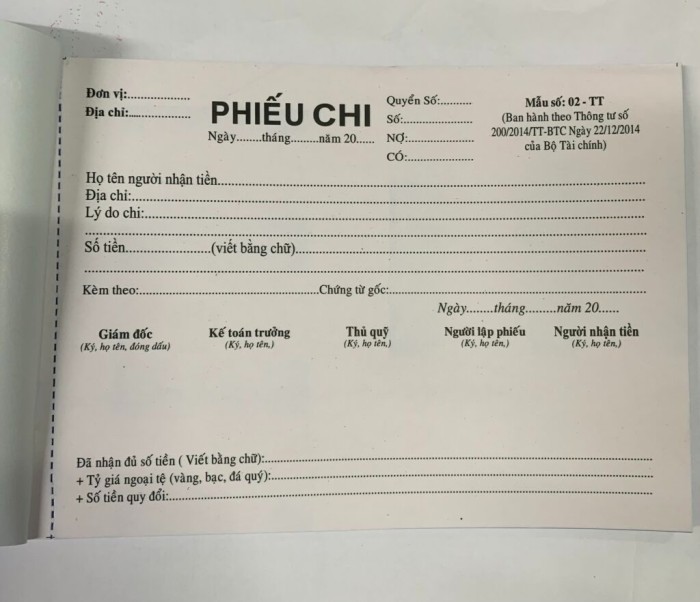 Đơn vị:...................
Địa chỉ:...................
PHIẾU CHI
Ngày........tháng.........năm 20......
Quyển Số:..........
Số:......................
NỢ:.....................
CÓ:.....................
Mẫu số: 02 - TT
(Ban hành theo Thông tư số
200/2014/TT-BTC Ngày 22/12/2014
của Bộ Tài chính)
Họ tên người nhận tiền..........................................................................
Địa chỉ:..........................................................................
Lý do chi:..........................................................................
Số tiền......................(viết bằng chữ)..........................................................................
Kèm theo:..................................................Chứng từ gốc:..................................................
Ngày........tháng.........năm 20......
Giám đốc Kế toán trưởng Thủ quỹ Người lập phiếu Người nhận tiền
(Ký, họ tên, đóng dấu) (Ký, họ tên,) (Ký, họ tên,) (Ký, họ tên,) (Ký, họ tên,)
Đã nhận đủ số tiền ( Viết bằng chữ):..........................................................................
+ Tỷ giá ngoại tệ (vàng, bạc, đá quý):..........................................................................
+ Số tiền quy đổi:..........................................................................